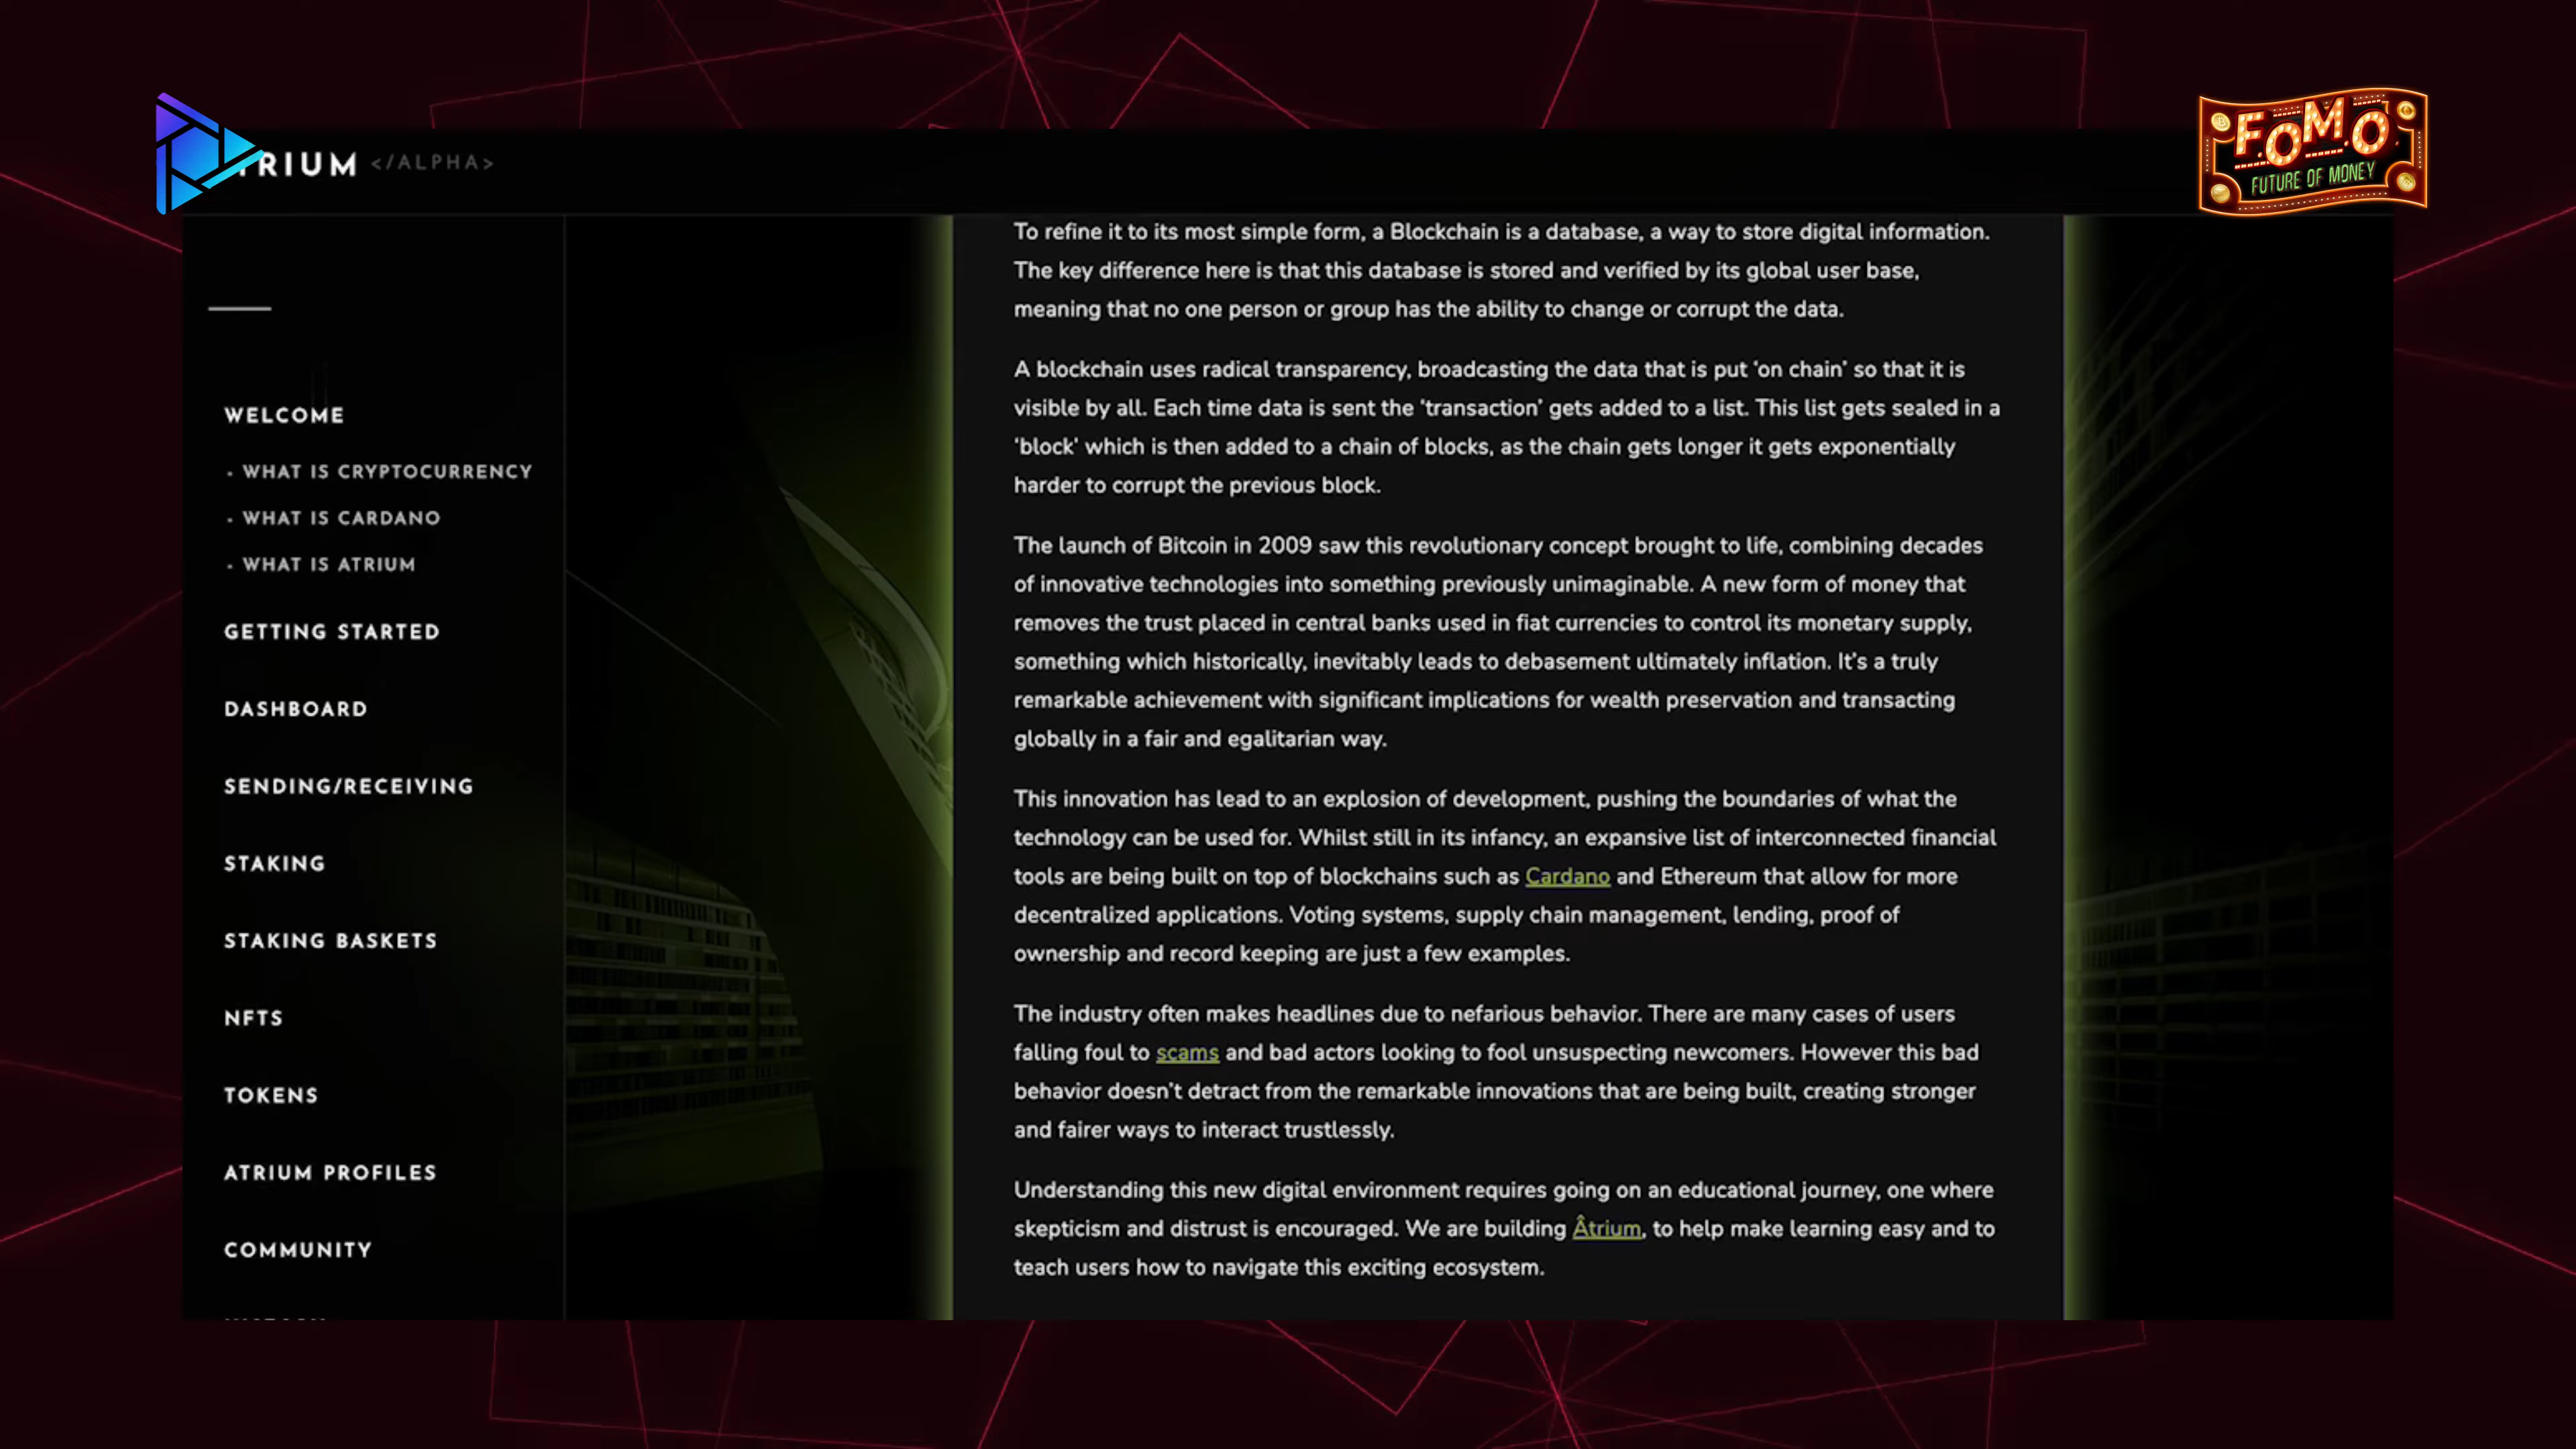 RIUM </ALPHA>
F.O.M.O.
FUTURE OF MONEY
WELCOME
- WHAT IS CRYPTOCURRENCY
- WHAT IS CARDANO
- WHAT IS ATRIUM
GETTING STARTED
DASHBOARD
SENDING/RECEIVING
STAKING
STAKING BASKETS
NFTS
TOKENS
ATRIUM PROFILES
COMMUNITY
To refine it to its most simple form, a Blockchain is a database, a way to store digital information.
The key difference here is that this database is stored and verified by its global user base,
meaning that no one person or group has the ability to change or corrupt the data.
A blockchain uses radical transparency, broadcasting the data that is put ‘on chain’ so that it is
visible by all. Each time data is sent the ‘transaction’ gets added to a list. This list gets sealed in a
‘block’ which is then added to a chain of blocks, as the chain gets longer it gets exponentially
harder to corrupt the previous block.
The launch of Bitcoin in 2009 saw this revolutionary concept brought to life, combining decades
of innovative technologies into something previously unimaginable. A new form of money that
removes the trust placed in central banks used in fiat currencies to control its monetary supply,
something which historically, inevitably leads to debasement ultimately inflation. It’s a truly
remarkable achievement with significant implications for wealth preservation and transacting
globally in a fair and egalitarian way.
This innovation has lead to an explosion of development, pushing the boundaries of what the
technology can be used for. Whilst still in its infancy, an expansive list of interconnected financial
tools are being built on top of blockchains such as Cardano and Ethereum that allow for more
decentralized applications. Voting systems, supply chain management, lending, proof of
ownership and record keeping are just a few examples.
The industry often makes headlines due to nefarious behavior. There are many cases of users
falling foul to scams and bad actors looking to fool unsuspecting newcomers. However this bad
behavior doesn’t detract from the remarkable innovations that are being built, creating stronger
and fairer ways to interact trustlessly.
Understanding this new digital environment requires going on an educational journey, one where
skepticism and distrust is encouraged. We are building Âtrium, to help make learning easy and to
teach users how to navigate this exciting ecosystem.